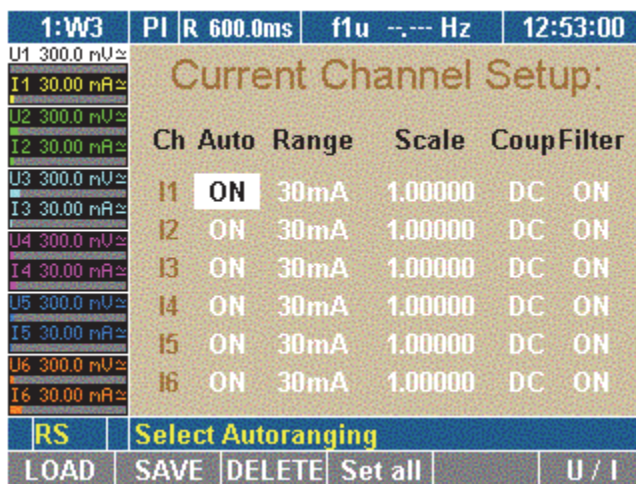 1:W3 PI R 600.0ms f1u --.--- Hz 12:53:00
U1 300.0 mV≃
I1 30.00 mA≃
U2 300.0 mV≃
I2 30.00 mA≃
U3 300.0 mV≃
I3 30.00 mA≃
U4 300.0 mV≃
I4 30.00 mA≃
U5 300.0 mV≃
I5 30.00 mA≃
U6 300.0 mV≃
I6 30.00 mA≃
Current Channel Setup:
Ch Auto Range Scale Coup Filter
I1 ON 30mA 1.00000 DC ON
I2 ON 30mA 1.00000 DC ON
I3 ON 30mA 1.00000 DC ON
I4 ON 30mA 1.00000 DC ON
I5 ON 30mA 1.00000 DC ON
I6 ON 30mA 1.00000 DC ON
RS Select Autoranging
LOAD SAVE DELETE Set all U / I